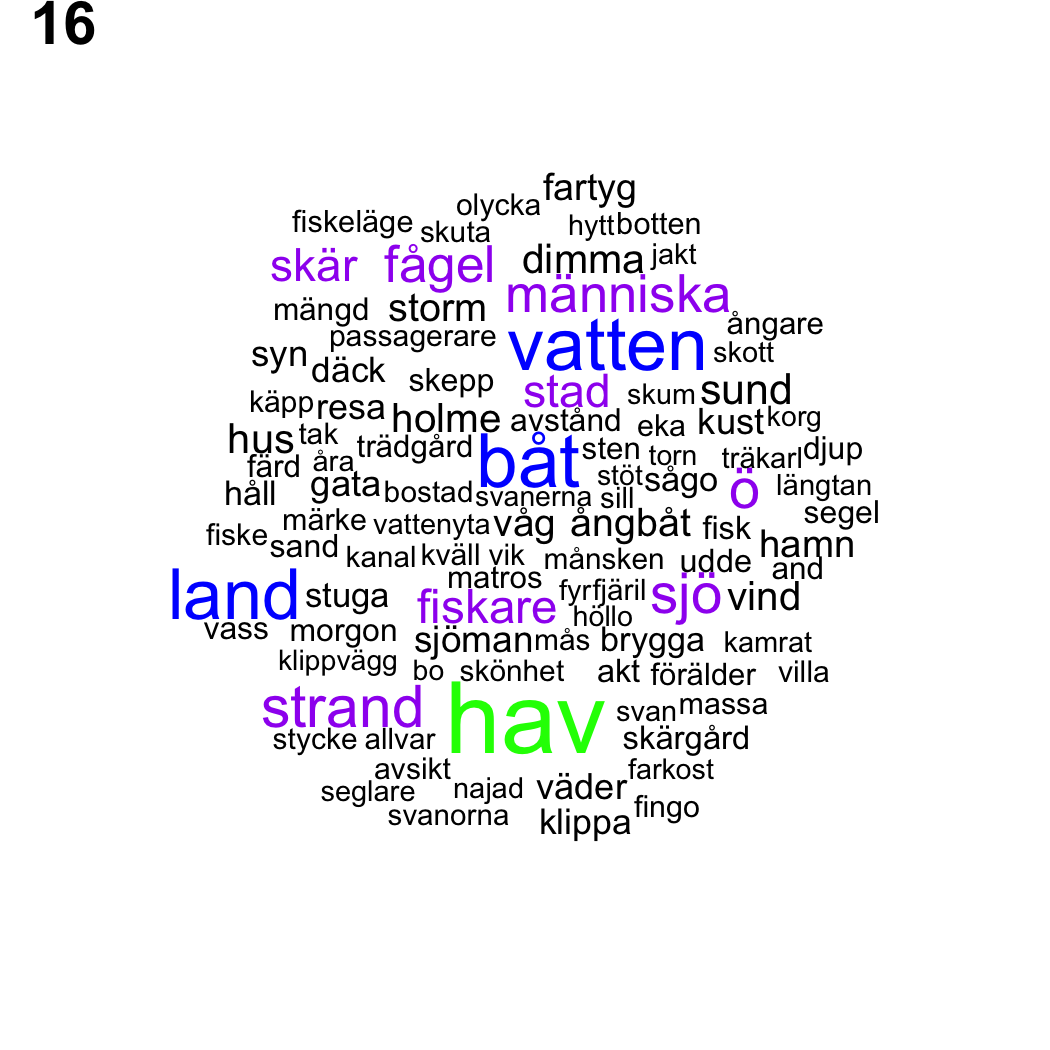 16
fartyg
olycka
fiskeläge skuta hytt botten
skär fågel dimma jakt
människa
mängd storm
passagerare vatten ångare
syn däck skepp skott
stad skum sund
käpp resa holme avstånd eka kust korg
hus tak trädgård båt sten torn träkarl djup
färd åra stöt sågo ö längtan
håll gata bostad svanerna sill segel
märke vattenyta våg ångbåt fisk
fiske sand kanal kväll vik månsken udde hamn
matros and
land stuga fiskare fyrfjäril sjö vind
höllo
vass morgon sjöman mås brygga kamrat
klippvägg bo skönhet akt förälder villa
strand hav svan massa
stycke allvar skärgård
avsikt farkost
seglare najad väder
svanorna klippa fingo